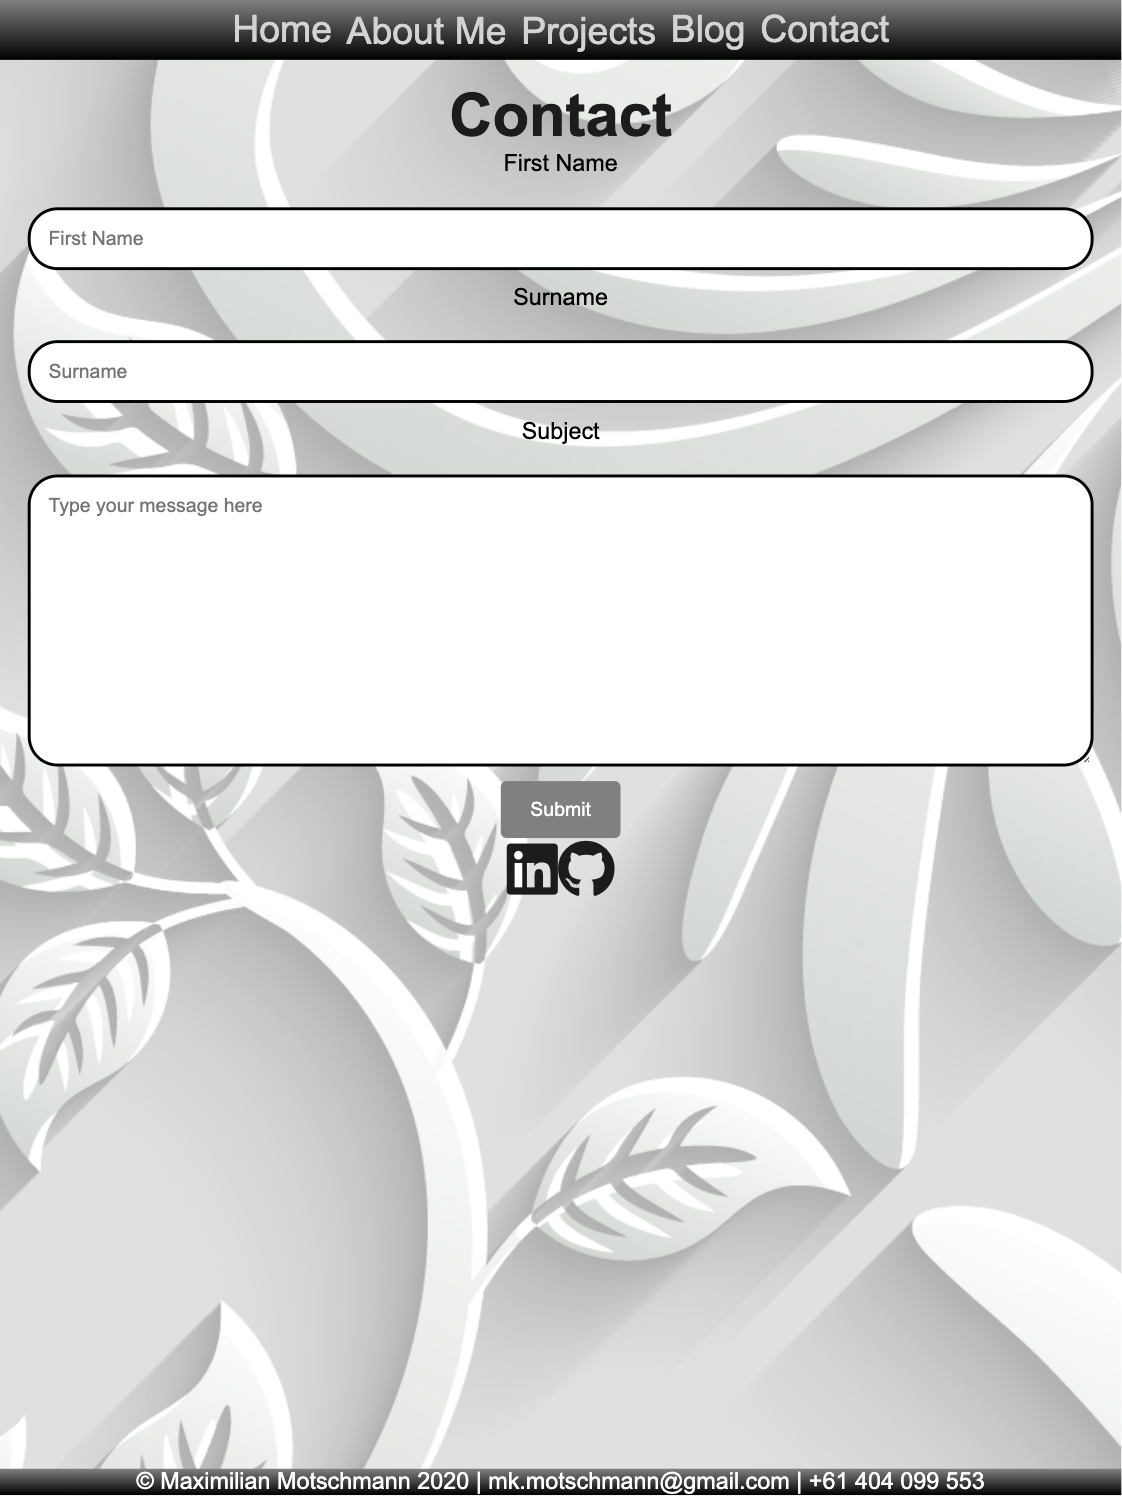 Home About Me Projects Blog Contact
Contact
First Name
First Name
Surname
Surname
Subject
Type your message here
Submit
in
© Maximilian Motschmann 2020 | mk.motschmann@gmail.com | +61 404 099 553